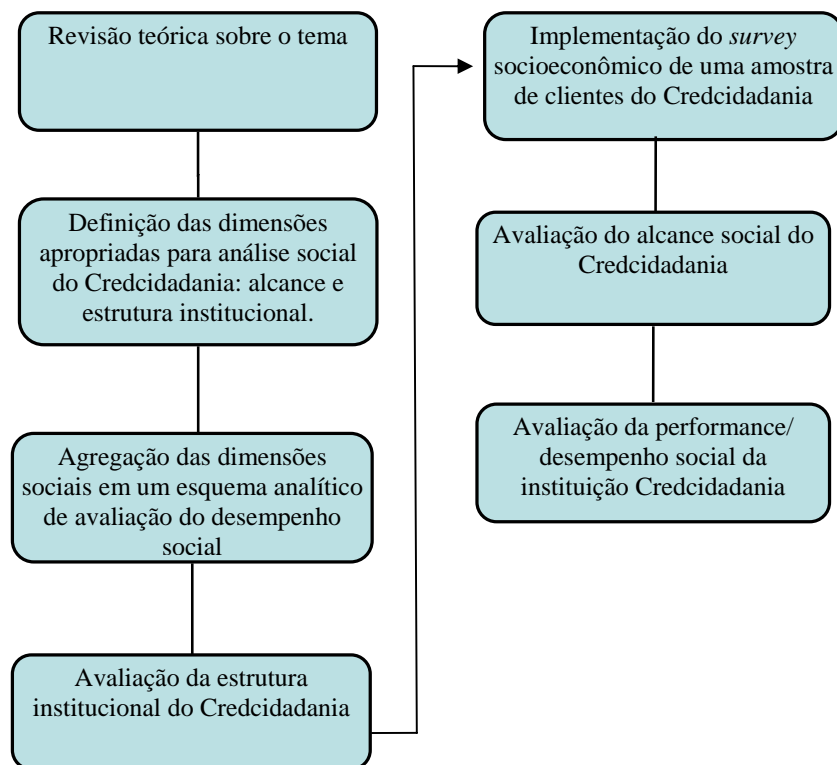 Revisão teórica sobre o tema
Definição das dimensões
apropriadas para análise social
do Credcidadania: alcance e
estrutura institucional.
Agregação das dimensões
sociais em um esquema analítico
de avaliação do desempenho
social
Avaliação da estrutura
institucional do Credcidadania
Implementação do survey
socioeconômico de uma amostra
de clientes do Credcidadania
Avaliação do alcance social do
Credcidadania
Avaliação da performance/
desempenho social da
instituição Credcidadania